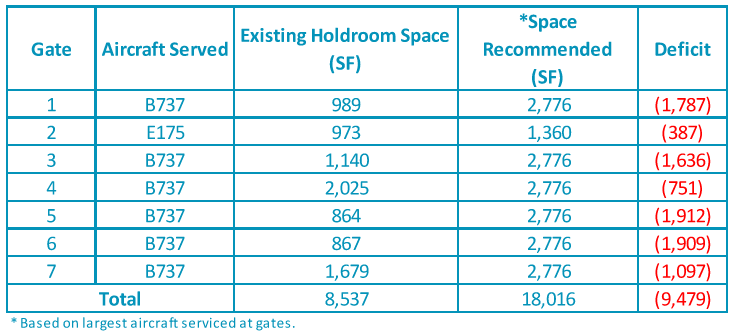 Gate Aircraft Served Existing Holdroom Space (SF) *Space Recommended (SF) Deficit
1 B737 989 2,776 (1,787)
2 E175 973 1,360 (387)
3 B737 1,140 2,776 (1,636)
4 B737 2,025 2,776 (751)
5 B737 864 2,776 (1,912)
6 B737 867 2,776 (1,909)
7 B737 1,679 2,776 (1,097)
Total 8,537 18,016 (9,479)
* Based on largest aircraft serviced at gates.